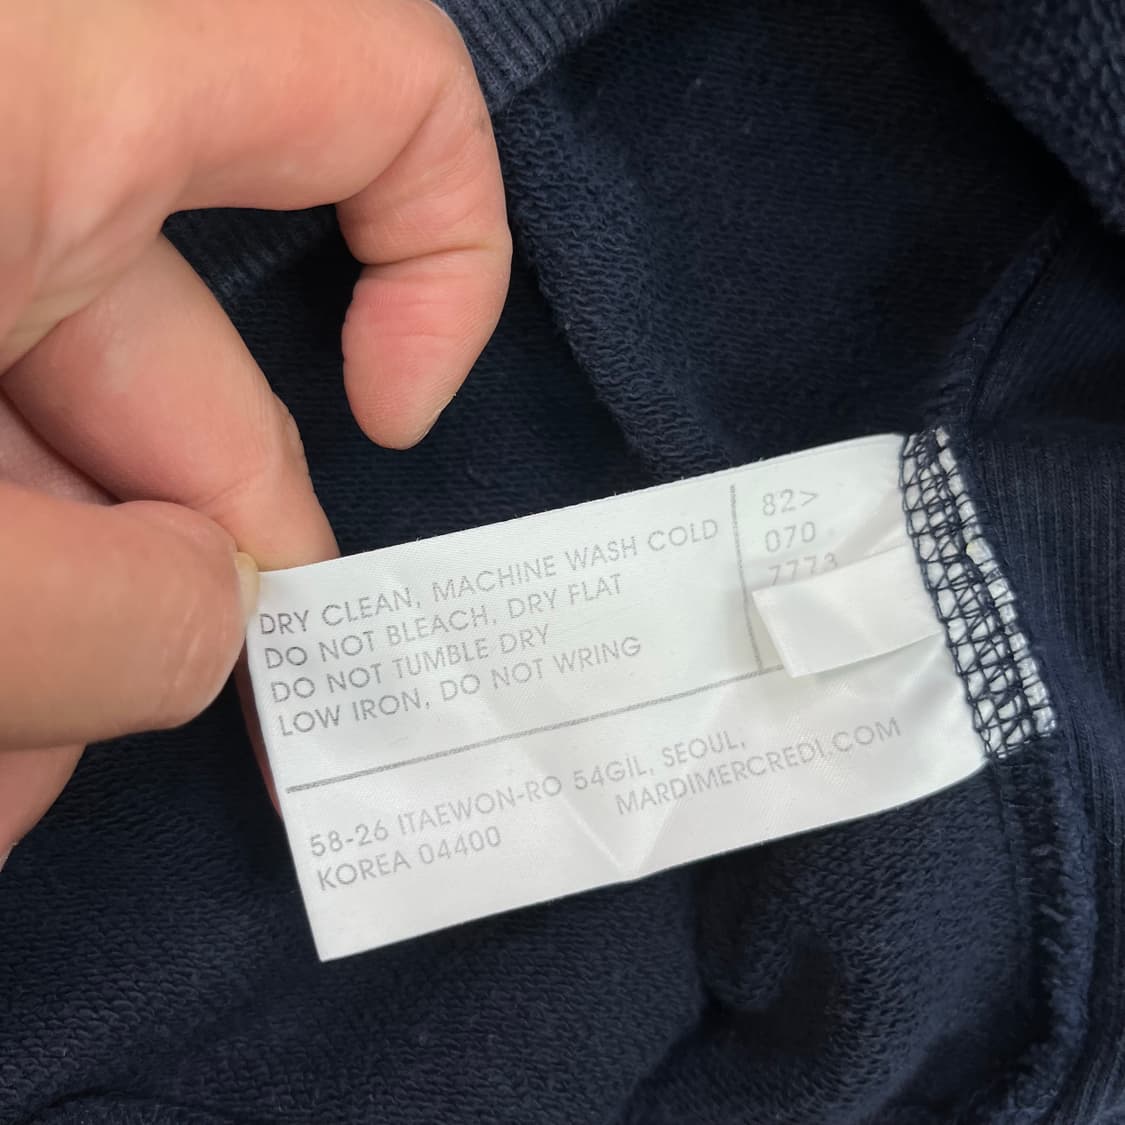 DRY CLEAN, MACHINE WASH COLD
DO NOT BLEACH, DRY FLAT
DO NOT TUMBLE DRY
LOW IRON, DO NOT WRING
82>
070
7773
58-26 ITAEWON-RO 54GİL, SEOUL,
KOREA 04400
MARDIMERCREDI.COM